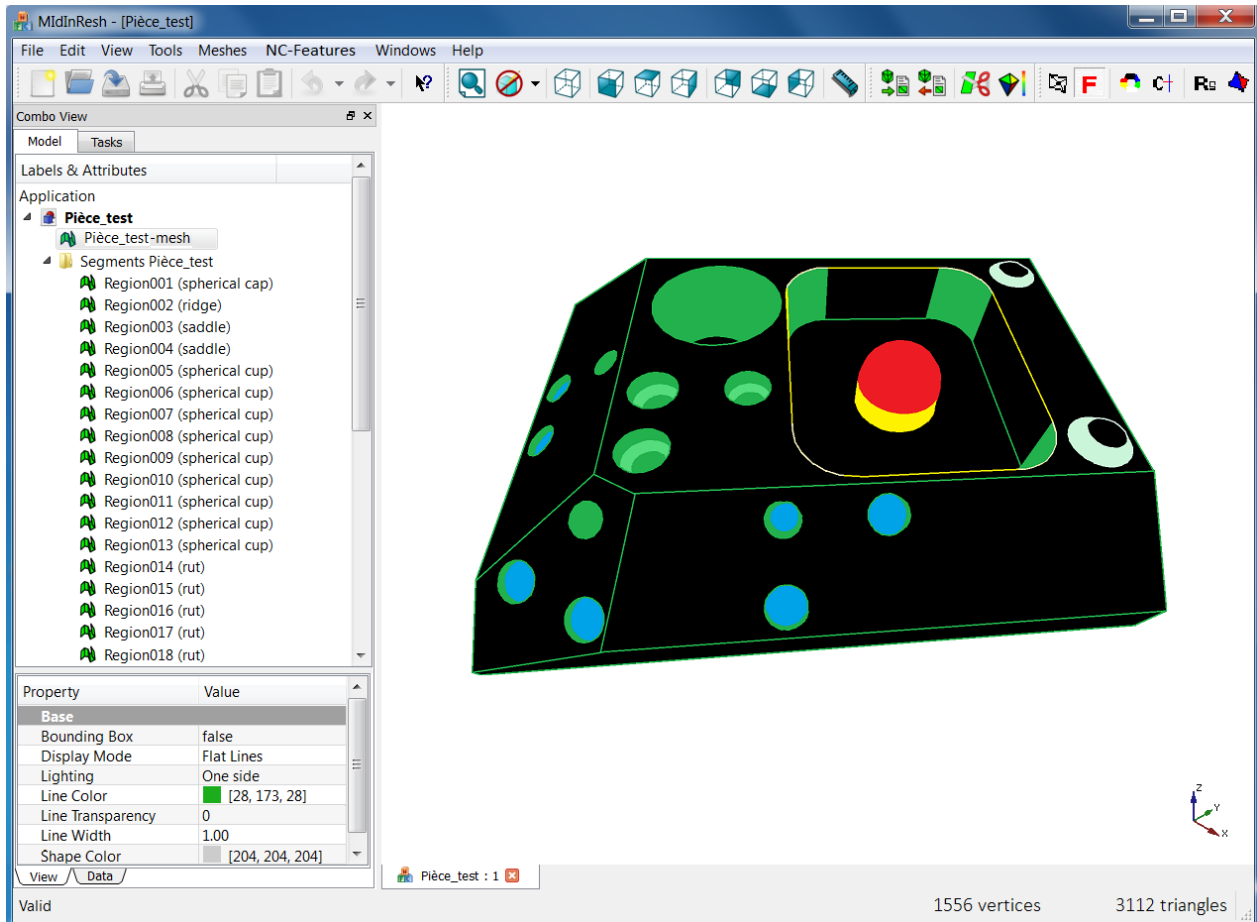 MIdInResh - [Pièce_test]
File Edit View Tools Meshes NC-Features Windows Help
F C Rs
Combo View
Model Tasks
Labels & Attributes
Application
Pièce_test
Pièce_test-mesh
Segments Pièce_test
Region001 (spherical cap)
Region002 (ridge)
Region003 (saddle)
Region004 (saddle)
Region005 (spherical cup)
Region006 (spherical cup)
Region007 (spherical cup)
Region008 (spherical cup)
Region009 (spherical cup)
Region010 (spherical cup)
Region011 (spherical cup)
Region012 (spherical cup)
Region013 (spherical cup)
Region014 (rut)
Region015 (rut)
Region016 (rut)
Region017 (rut)
Region018 (rut)
Property Value
Base
Bounding Box false
Display Mode Flat Lines
Lighting One side
Line Color [28, 173, 28]
Line Transparency 0
Line Width 1.00
Shape Color [204, 204, 204]
View Data
Z
Y
X
Pièce_test : 1
Valid 1556 vertices 3112 triangles